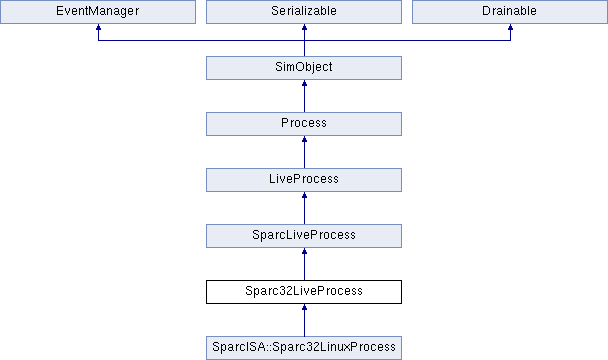 EventManager Serializable Drainable
SimObject
Process
LiveProcess
SparcLiveProcess
Sparc32LiveProcess
SparcISA::Sparc32LinuxProcess